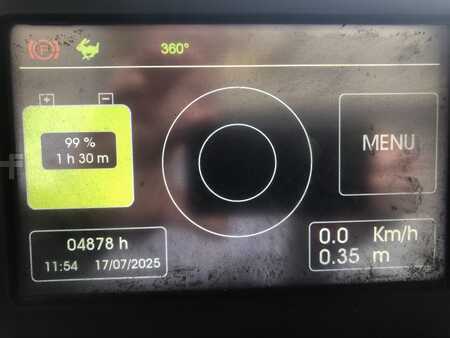 (P) 360°
+ −
99 %
1 h 30 m
MENU
04878 h
11:54 17/07/2025
0.0 Km/h
0.35 m